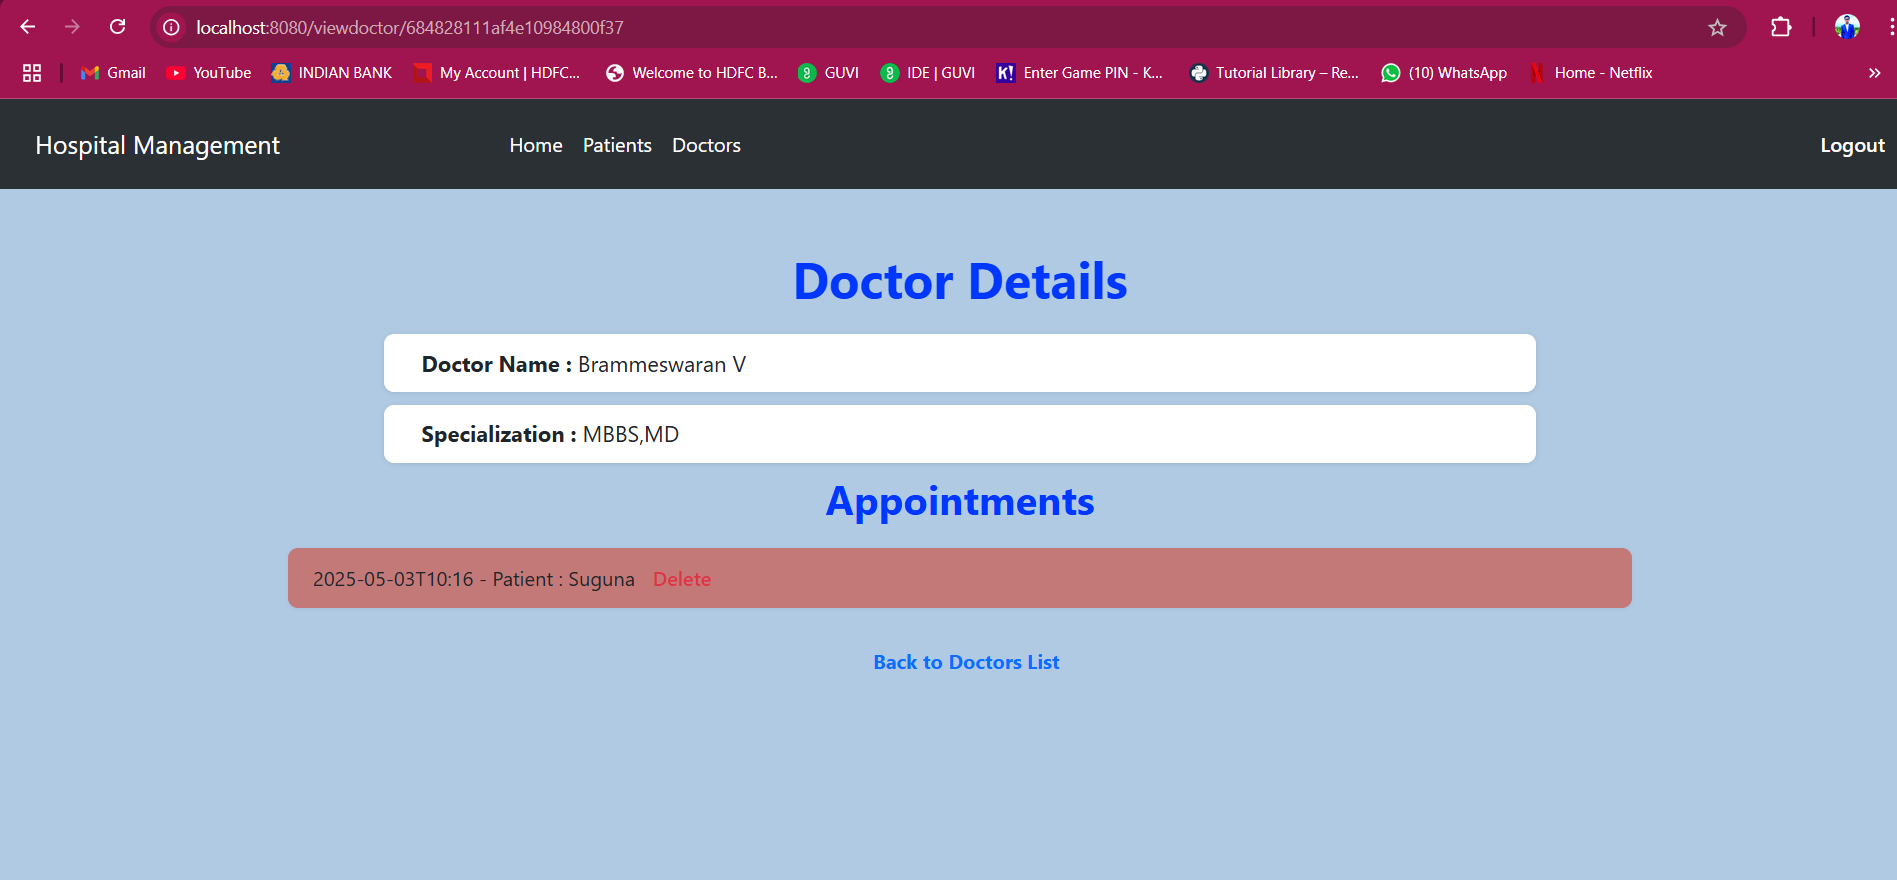 localhost:8080/viewdoctor/684828111af4e10984800f37
Gmail YouTube INDIAN BANK My Account | HDFC... Welcome to HDFC B... GUVI IDE | GUVI K! Enter Game PIN - K... Tutorial Library – Re... (10) WhatsApp Home - Netflix
Hospital Management Home Patients Doctors Logout
Doctor Details
Doctor Name : Brammeswaran V
Specialization : MBBS,MD
Appointments
2025-05-03T10:16 - Patient : Suguna Delete
Back to Doctors List